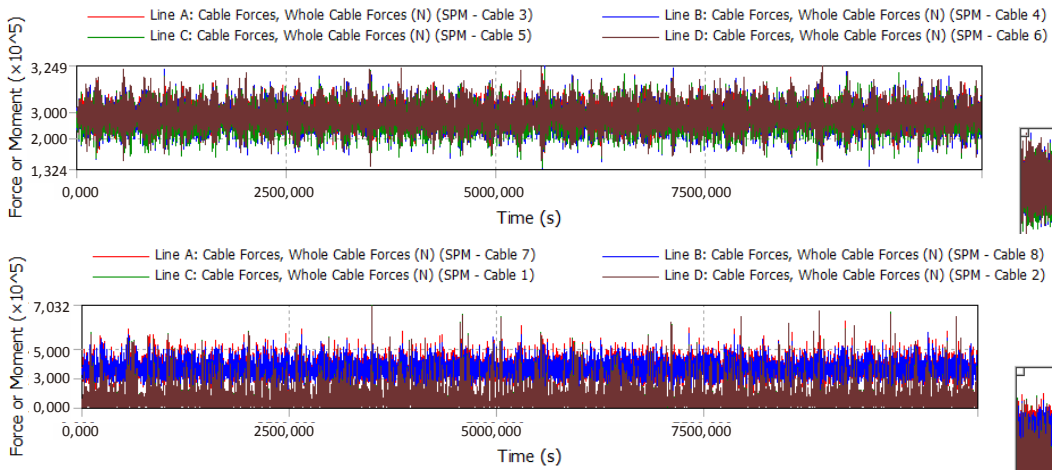 Line A: Cable Forces, Whole Cable Forces (N) (SPM - Cable 3)
Line B: Cable Forces, Whole Cable Forces (N) (SPM - Cable 4)
Line C: Cable Forces, Whole Cable Forces (N) (SPM - Cable 5)
Line D: Cable Forces, Whole Cable Forces (N) (SPM - Cable 6)
Force or Moment (×10^5)
3,249
3,000
2,000
1,324
0,000
2500,000
5000,000
7500,000
Time (s)
Line A: Cable Forces, Whole Cable Forces (N) (SPM - Cable 7)
Line B: Cable Forces, Whole Cable Forces (N) (SPM - Cable 8)
Line C: Cable Forces, Whole Cable Forces (N) (SPM - Cable 1)
Line D: Cable Forces, Whole Cable Forces (N) (SPM - Cable 2)
Force or Moment (×10^5)
7,032
5,000
3,000
0,000
0,000
2500,000
5000,000
7500,000
Time (s)